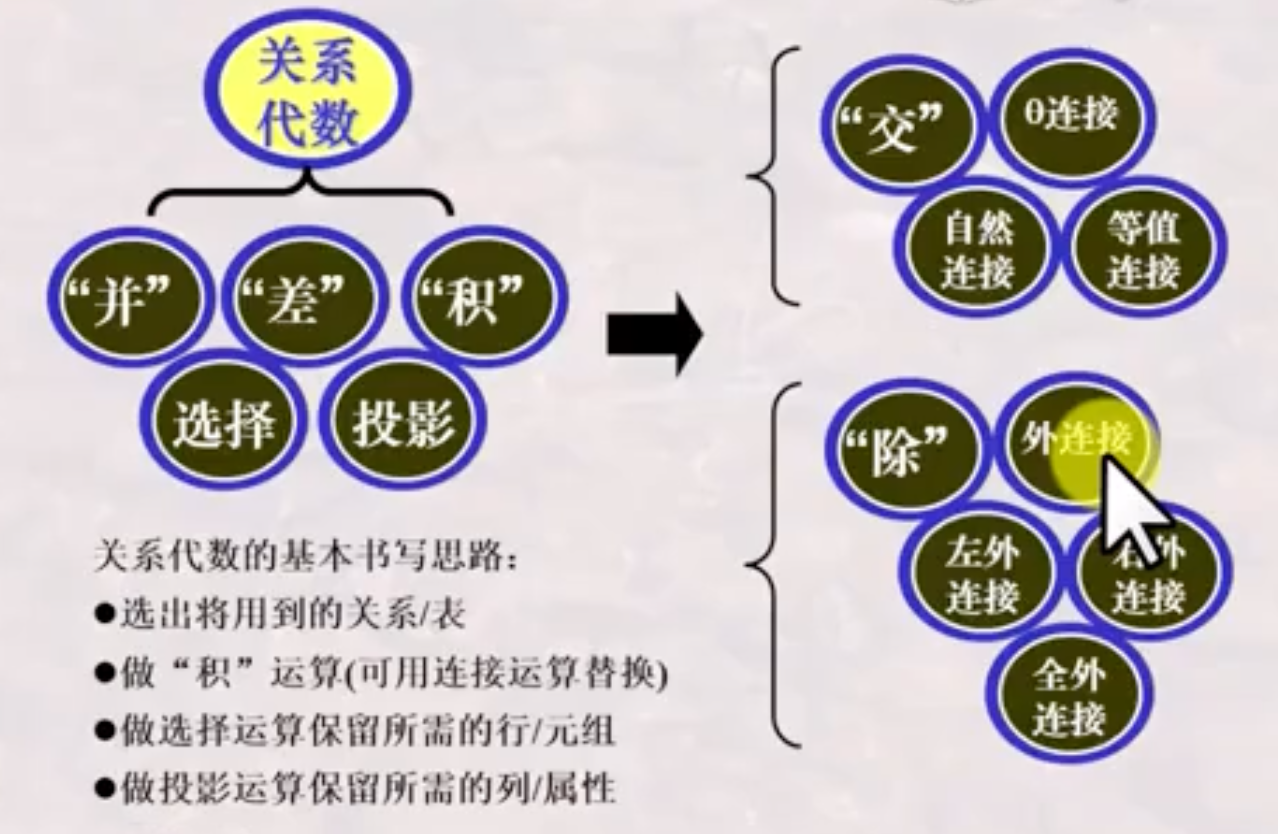 关系
代数
“并”
“差”
“积”
选择
投影
关系代数的基本书写思路：
●选出将用到的关系/表
●做“积”运算(可用连接运算替换)
●做选择运算保留所需的行/元组
●做投影运算保留所需的列/属性
“交”
θ连接
自然
连接
等值
连接
“除”
外连接
左外
连接
右外
连接
全外
连接